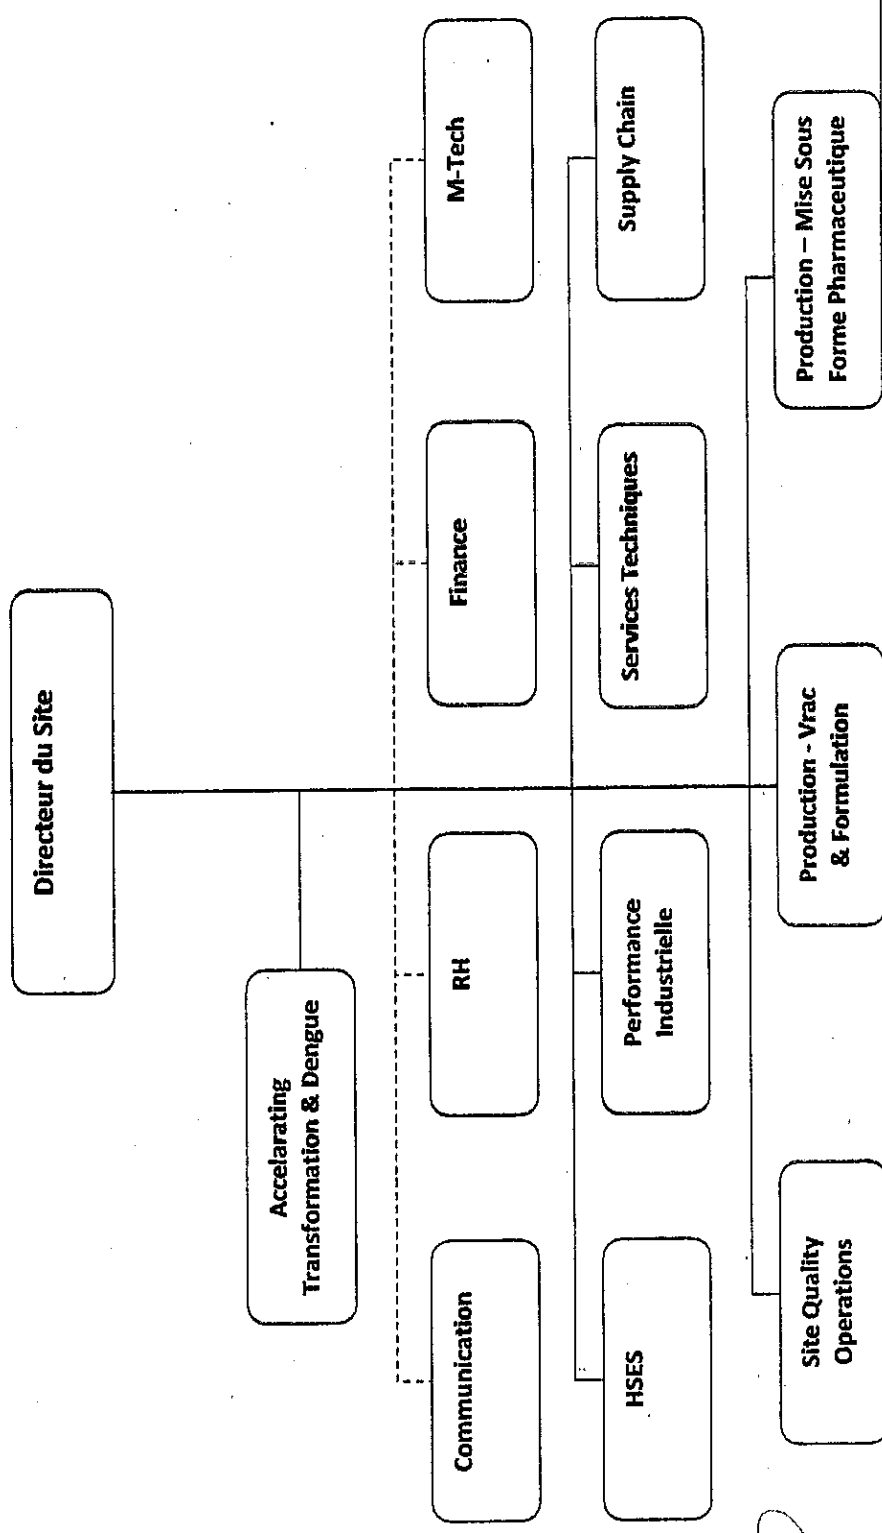 Directeur du Site
Accelarating
Transformation & Dengue
Communication
RH
Finance
M-Tech
HSES
Performance
Industrielle
Services Techniques
Supply Chain
Site Quality
Operations
Production - Vrac
& Formulation
Production – Mise Sous
Forme Pharmaceutique